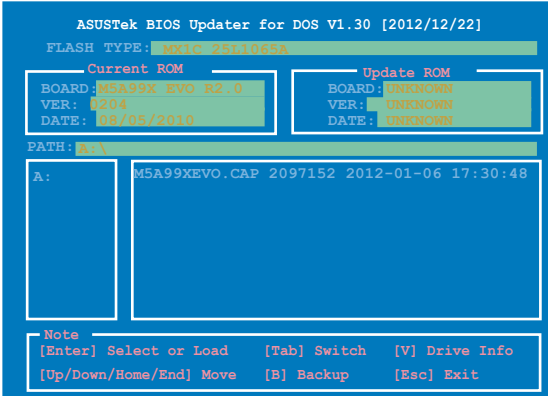 ASUSTek BIOS Updater for DOS V1.30 [2012/12/22]
FLASH TYPE: MXIC 25L1065A
Current ROM
BOARD: M5A99X EVO R2.0
VER: 0204
DATE: 08/05/2010
Update ROM
BOARD: UNKNOWN
VER: UNKNOWN
DATE: UNKNOWN
PATH: A:\
A:
M5A99XEVO.CAP 2097152 2012-01-06 17:30:48
Note
[Enter] Select or Load [Tab] Switch [V] Drive Info
[Up/Down/Home/End] Move [B] Backup [Esc] Exit